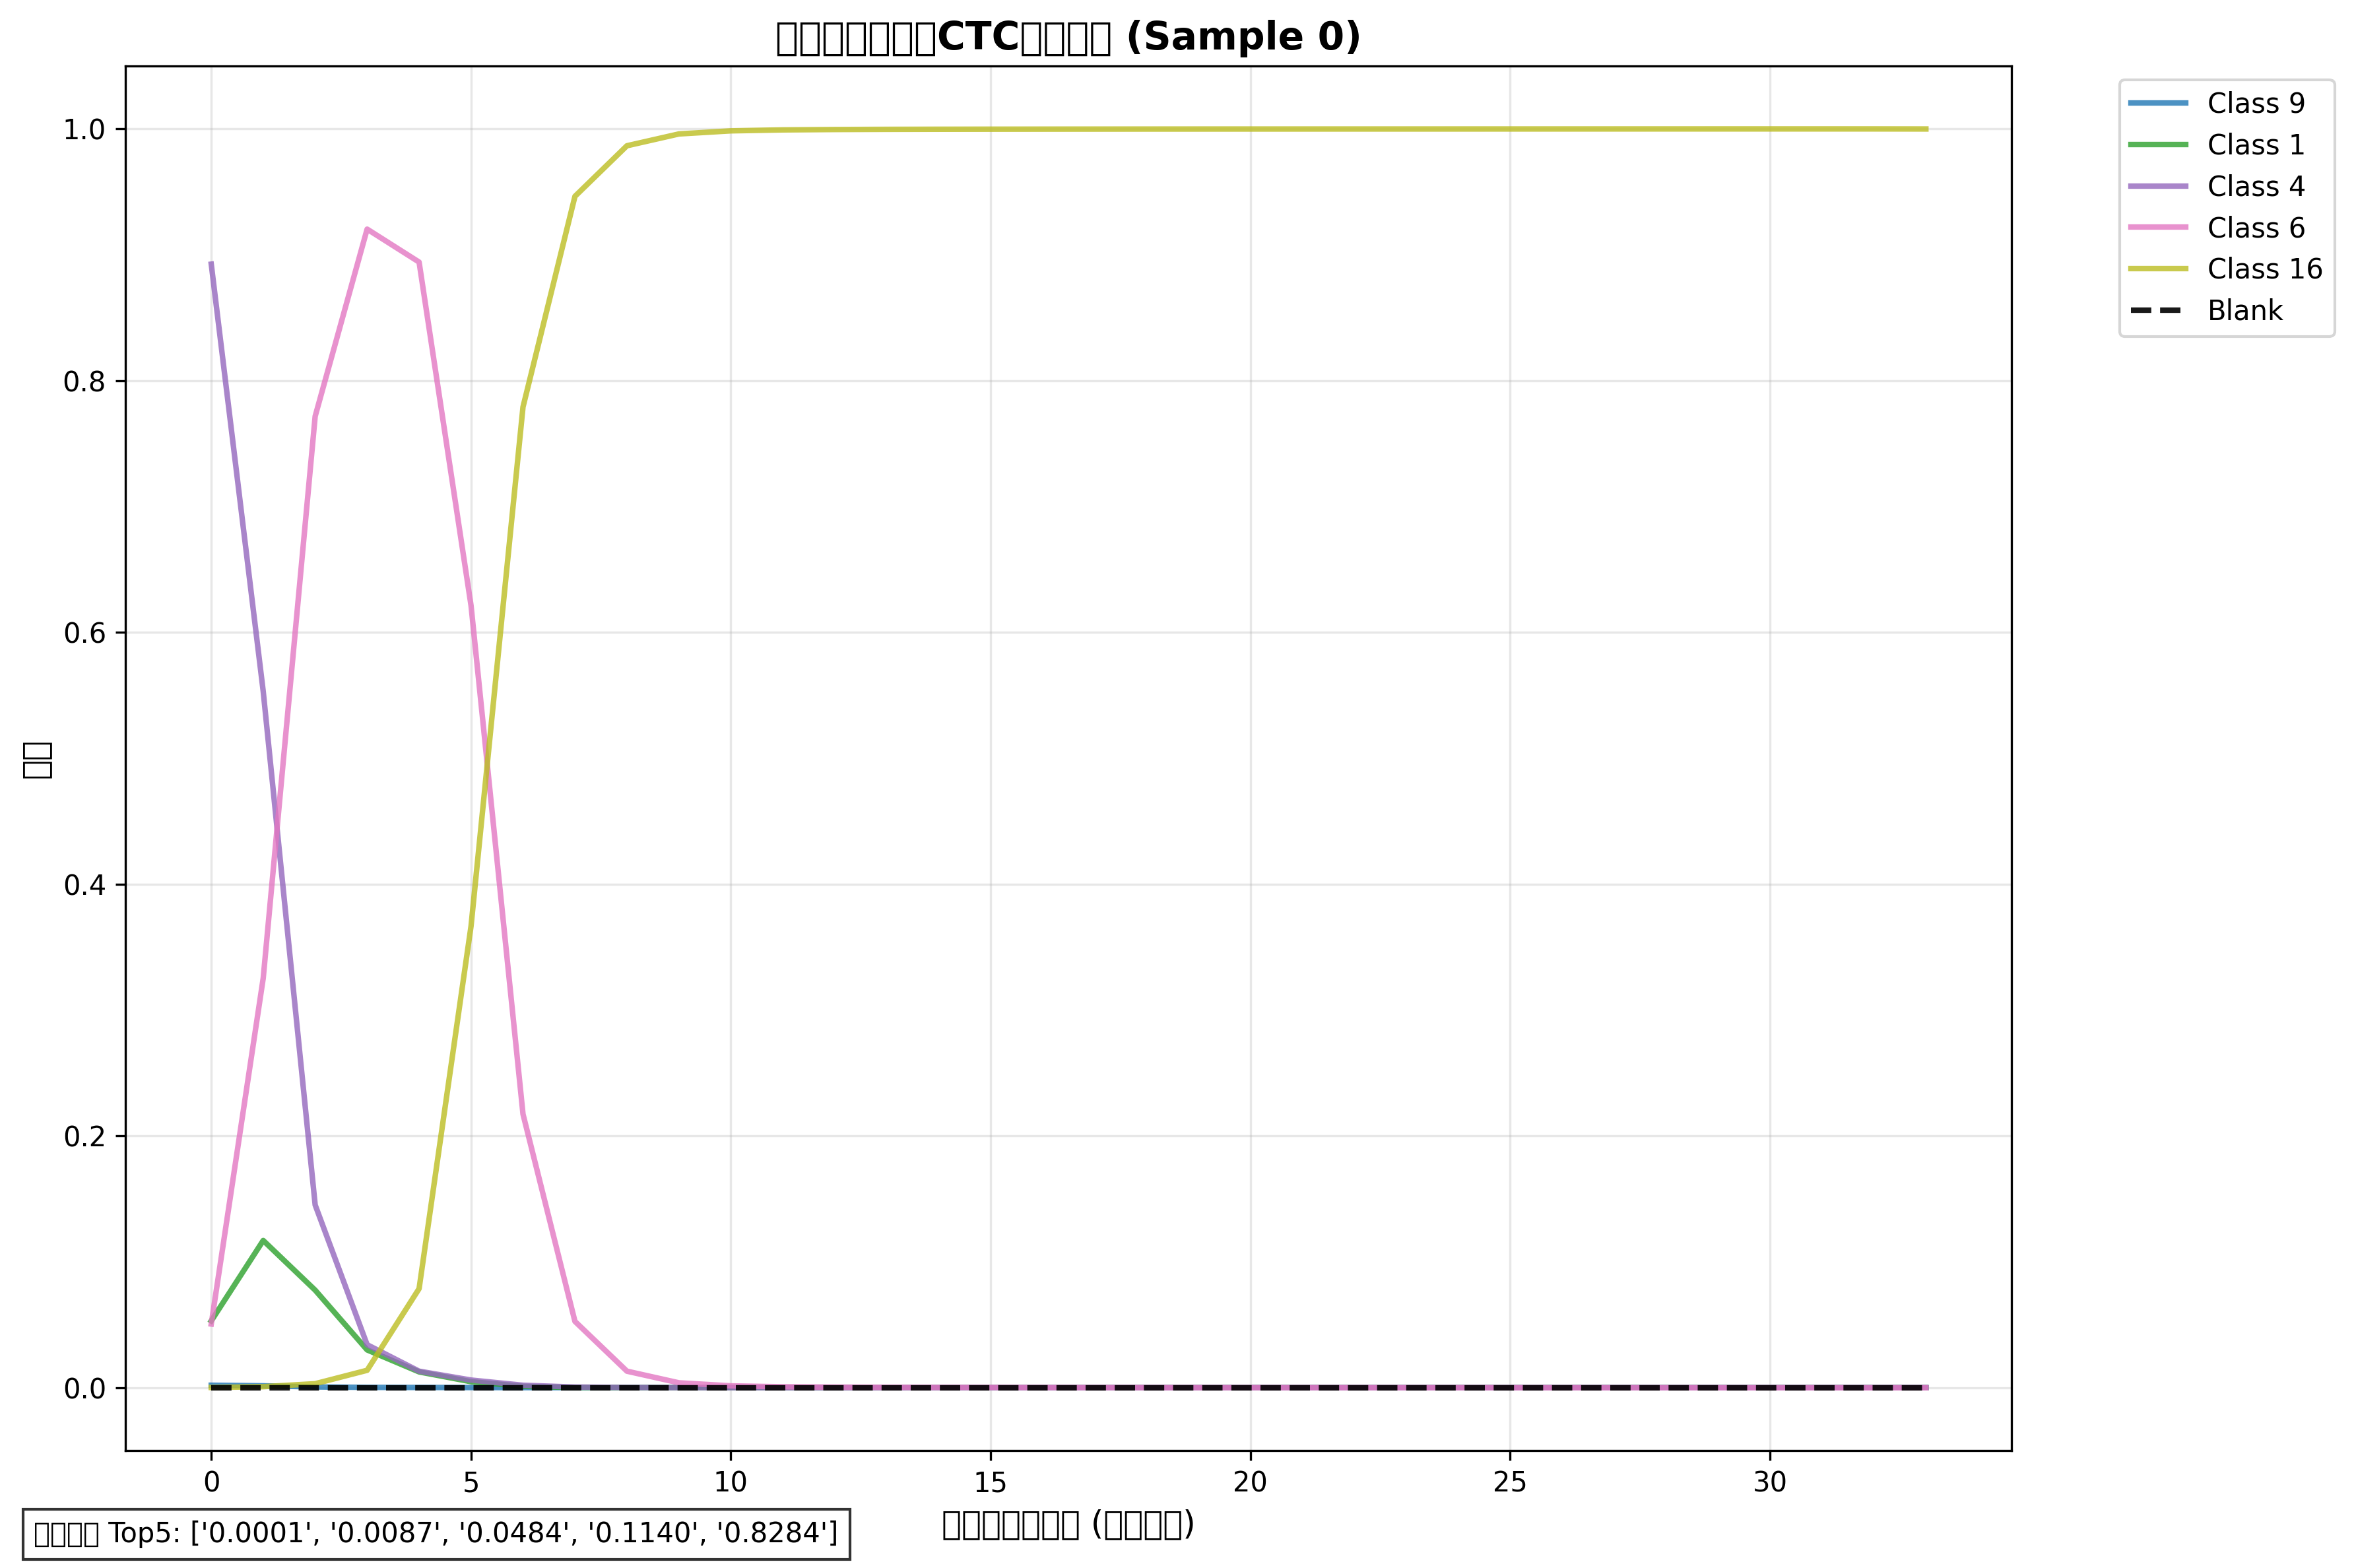 CTC (Sample 0)
1.0
0.8
0.6
0.4
0.2
0.0
0 5 10 15 20 25 30
Class 9
Class 1
Class 4
Class 6
Class 16
Blank
Top5: ['0.0001', '0.0087', '0.0484', '0.1140', '0.8284']